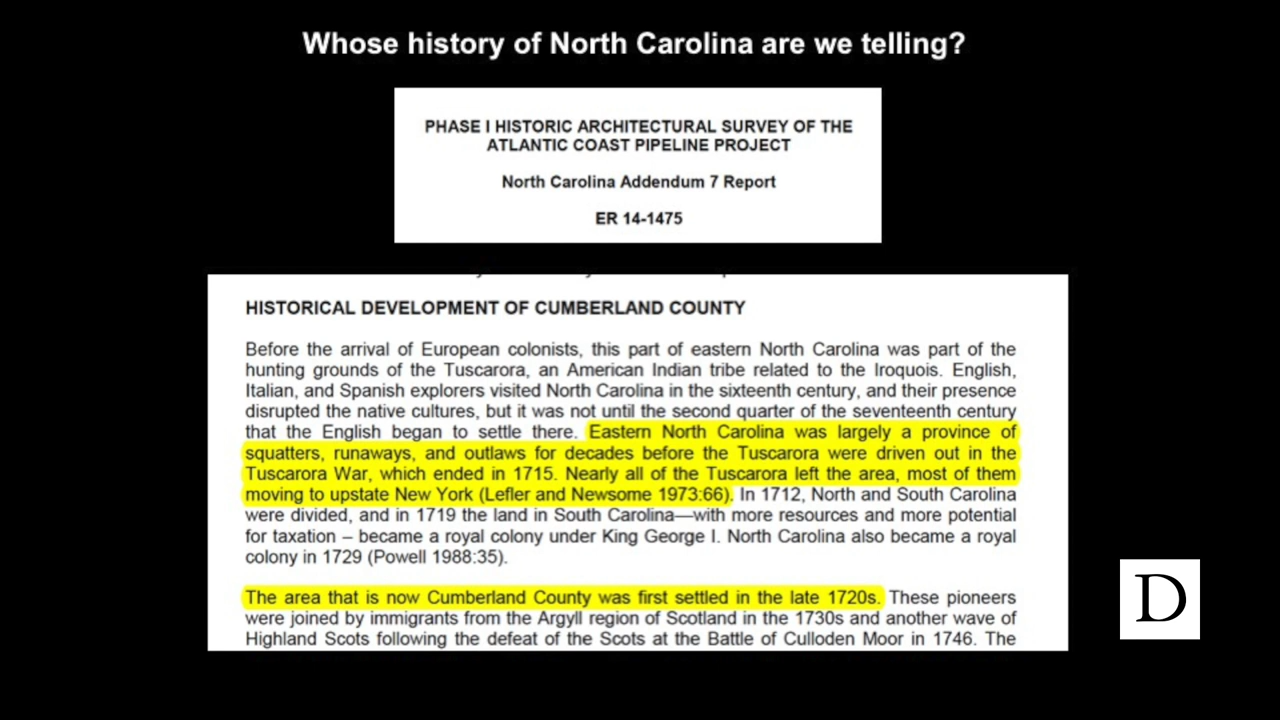 Whose history of North Carolina are we telling?
PHASE I HISTORIC ARCHITECTURAL SURVEY OF THE
ATLANTIC COAST PIPELINE PROJECT
North Carolina Addendum 7 Report
ER 14-1475
HISTORICAL DEVELOPMENT OF CUMBERLAND COUNTY
Before the arrival of European colonists, this part of eastern North Carolina was part of the
hunting grounds of the Tuscarora, an American Indian tribe related to the Iroquois. English,
Italian, and Spanish explorers visited North Carolina in the sixteenth century, and their presence
disrupted the native cultures, but it was not until the second quarter of the seventeenth century
that the English began to settle there. Eastern North Carolina was largely a province of
squatters, runaways, and outlaws for decades before the Tuscarora were driven out in the
Tuscarora War, which ended in 1715. Nearly all of the Tuscarora left the area, most of them
moving to upstate New York (Lefler and Newsome 1973:66). In 1712, North and South Carolina
were divided, and in 1719 the land in South Carolina—with more resources and more potential
for taxation – became a royal colony under King George I. North Carolina also became a royal
colony in 1729 (Powell 1988:35).
The area that is now Cumberland County was first settled in the late 1720s. These pioneers
were joined by immigrants from the Argyll region of Scotland in the 1730s and another wave of
Highland Scots following the defeat of the Scots at the Battle of Culloden Moor in 1746. The
D